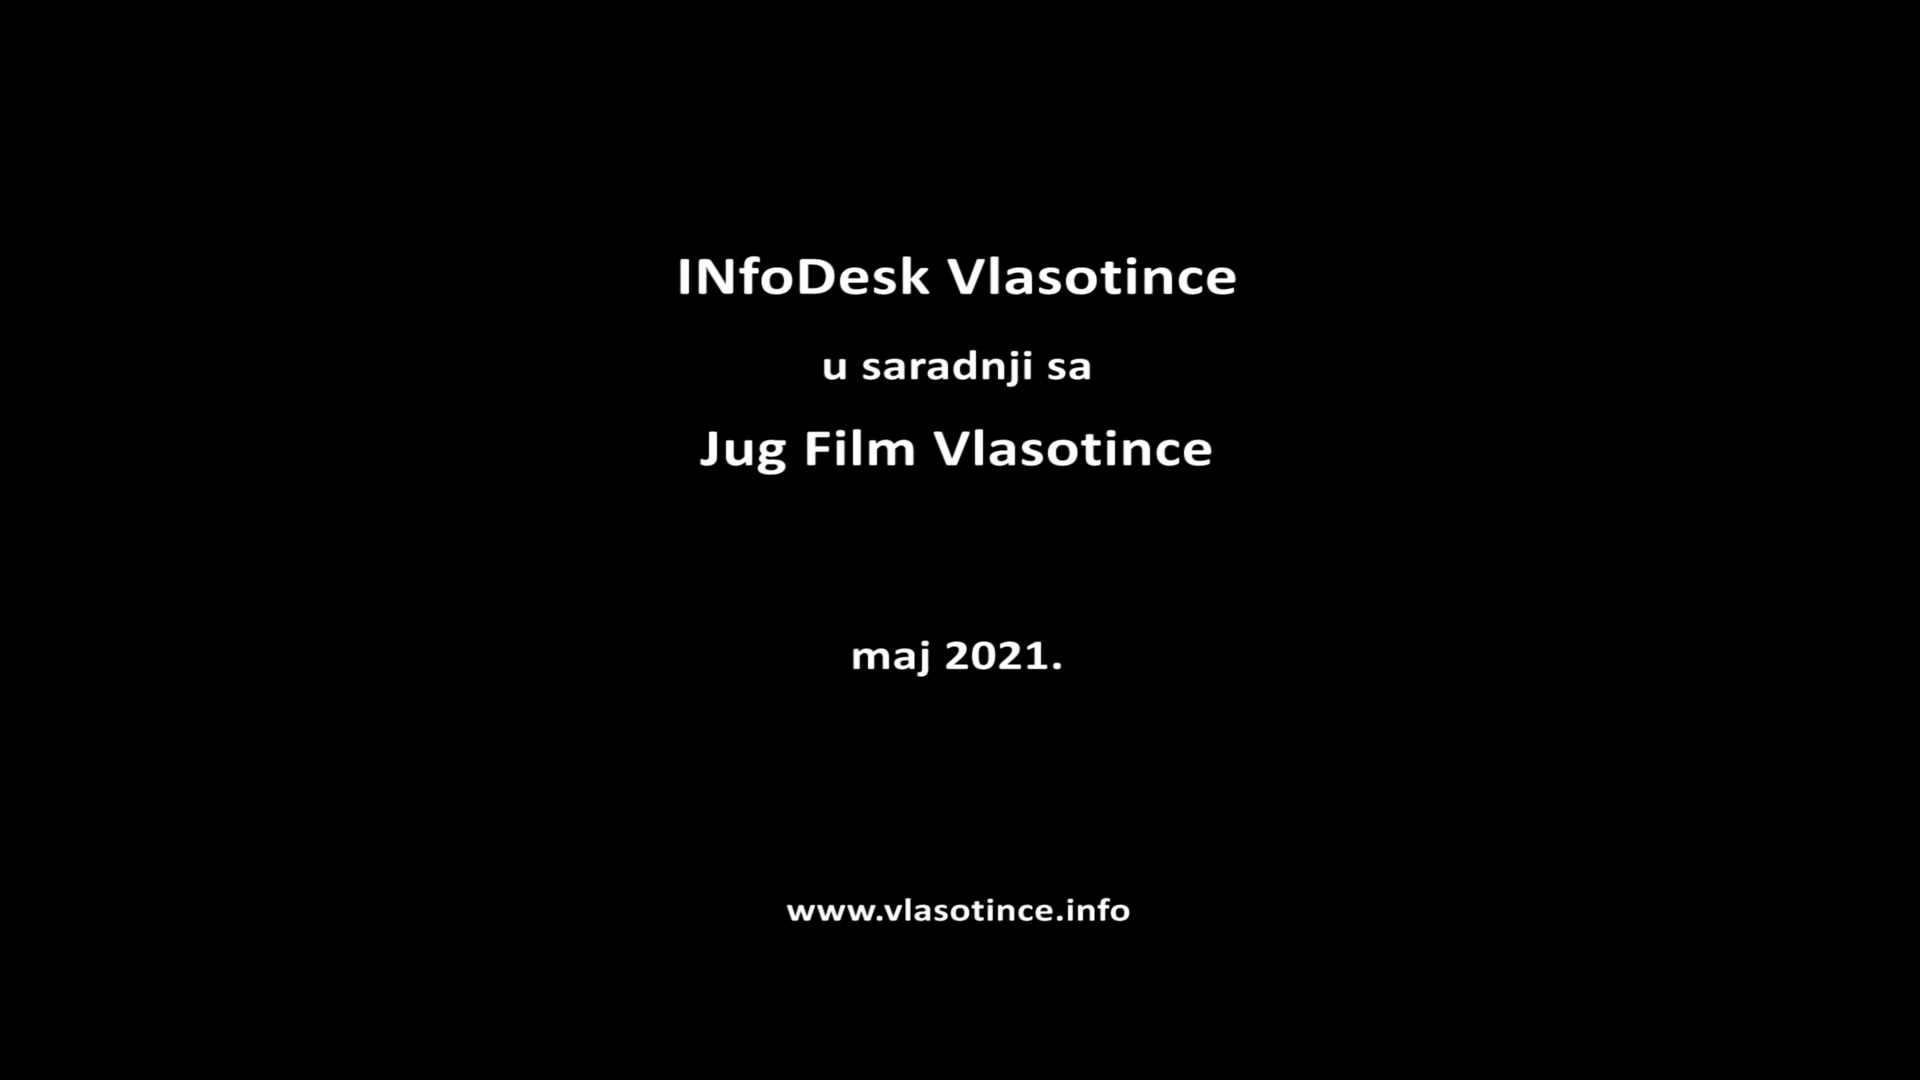 INfoDesk Vlasotince
u saradnji sa
Jug Film Vlasotince
maj 2021.
www.vlasotince.info